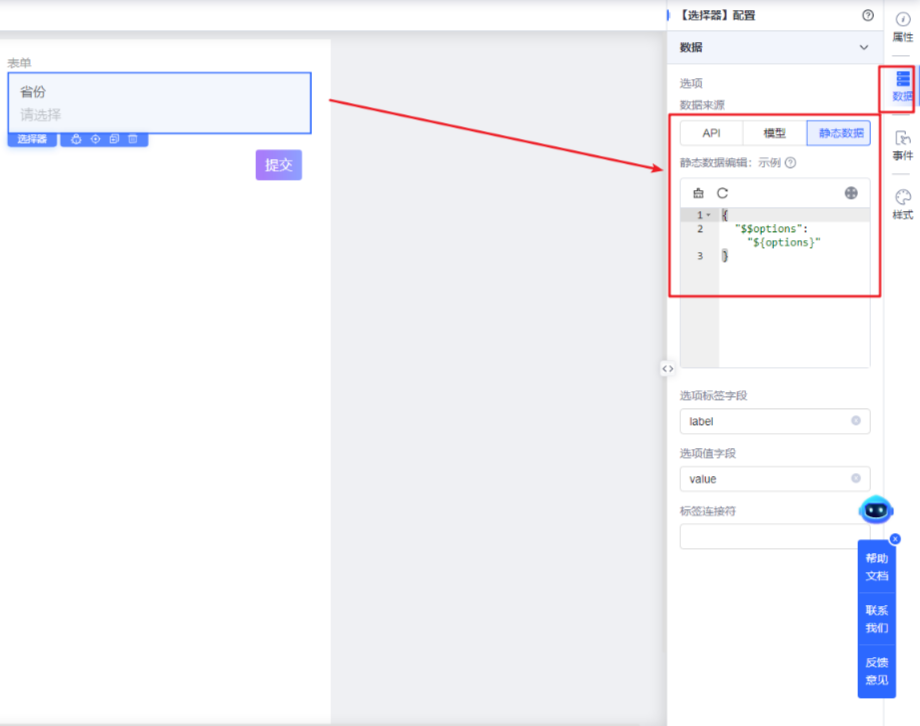 【选择器】配置
属性
数据
选项
数据来源
数据
API 模型 静态数据
事件
静态数据编辑：示例
样式
1 {
2 "$$options":
"${options}"
3 }
表单
省份
请选择
选择器
提交
选项标签字段
label
选项值字段
value
标签连接符
帮助
文档
联系
我们
反馈
意见